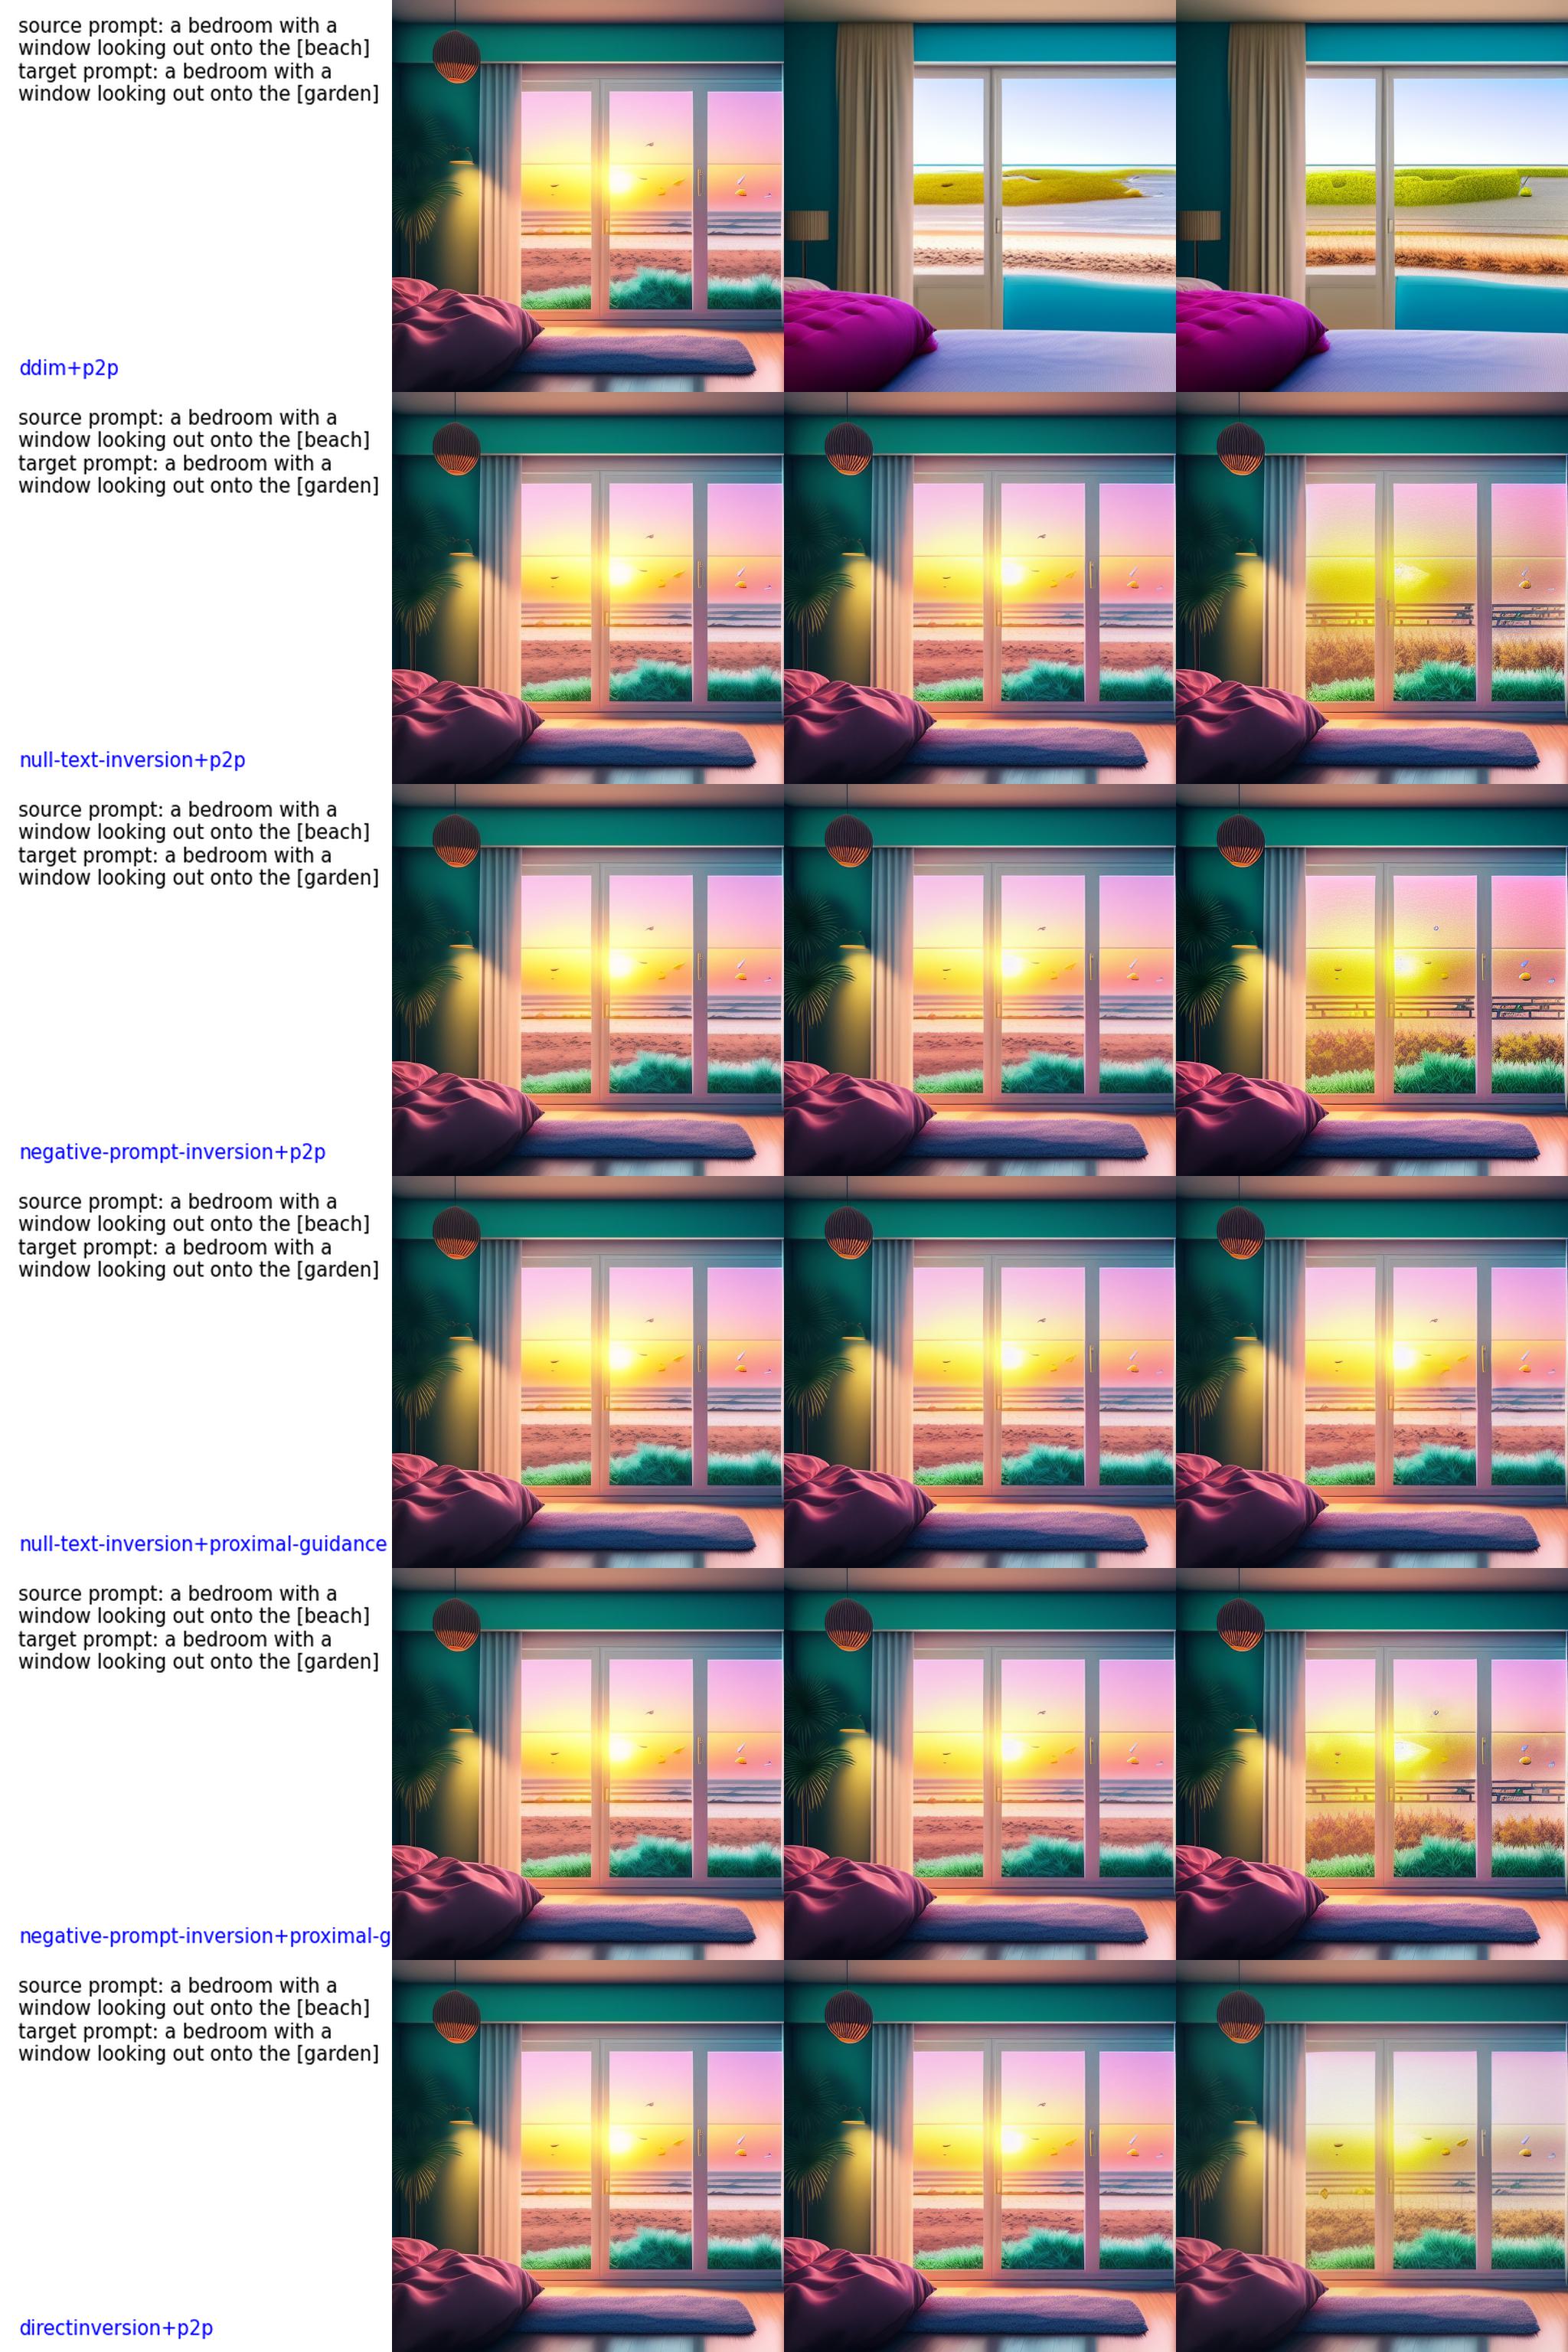 source prompt: a bedroom with a
window looking out onto the [beach]
target prompt: a bedroom with a
window looking out onto the [garden]
ddim+p2p
source prompt: a bedroom with a
window looking out onto the [beach]
target prompt: a bedroom with a
window looking out onto the [garden]
null-text-inversion+p2p
source prompt: a bedroom with a
window looking out onto the [beach]
target prompt: a bedroom with a
window looking out onto the [garden]
negative-prompt-inversion+p2p
source prompt: a bedroom with a
window looking out onto the [beach]
target prompt: a bedroom with a
window looking out onto the [garden]
null-text-inversion+proximal-guidance
source prompt: a bedroom with a
window looking out onto the [beach]
target prompt: a bedroom with a
window looking out onto the [garden]
negative-prompt-inversion+proximal-g
source prompt: a bedroom with a
window looking out onto the [beach]
target prompt: a bedroom with a
window looking out onto the [garden]
directinversion+p2p